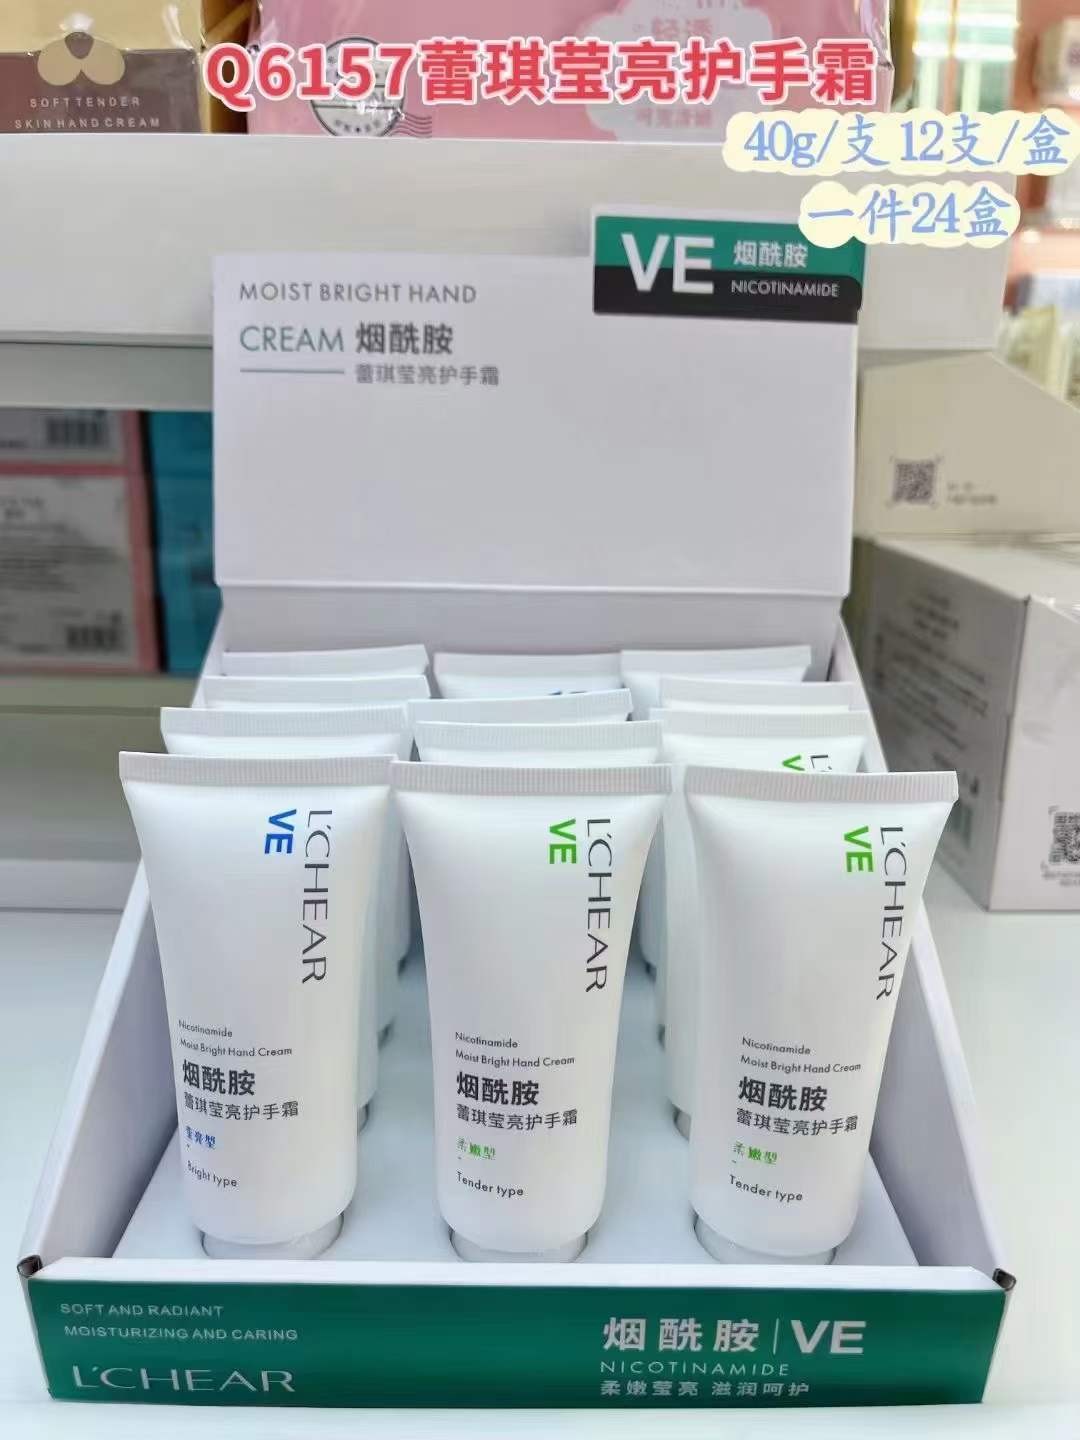 Q6157蕾琪莹亮护手霜
40g/支 12支/盒
一件24盒
SOFT TENDER
SKIN HAND CREAM
轻透
VE 烟酰胺
NICOTINAMIDE
MOIST BRIGHT HAND
CREAM 烟酰胺
蕾琪莹亮护手霜
L'CHEAR
VE
Nicotinamide
Moist Bright Hand Cream
烟酰胺
蕾琪莹亮护手霜
莹亮型
Bright type
L'CHEAR
VE
Nicotinamide
Moist Bright Hand Cream
烟酰胺
蕾琪莹亮护手霜
柔嫩型
Tender type
L'CHEAR
VE
Nicotinamide
Moist Bright Hand Cream
烟酰胺
蕾琪莹亮护手霜
柔嫩型
Tender type
SOFT AND RADIANT
MOISTURIZING AND CARING
L'CHEAR
烟酰胺|VE
NICOTINAMIDE
柔嫩莹亮 滋润呵护